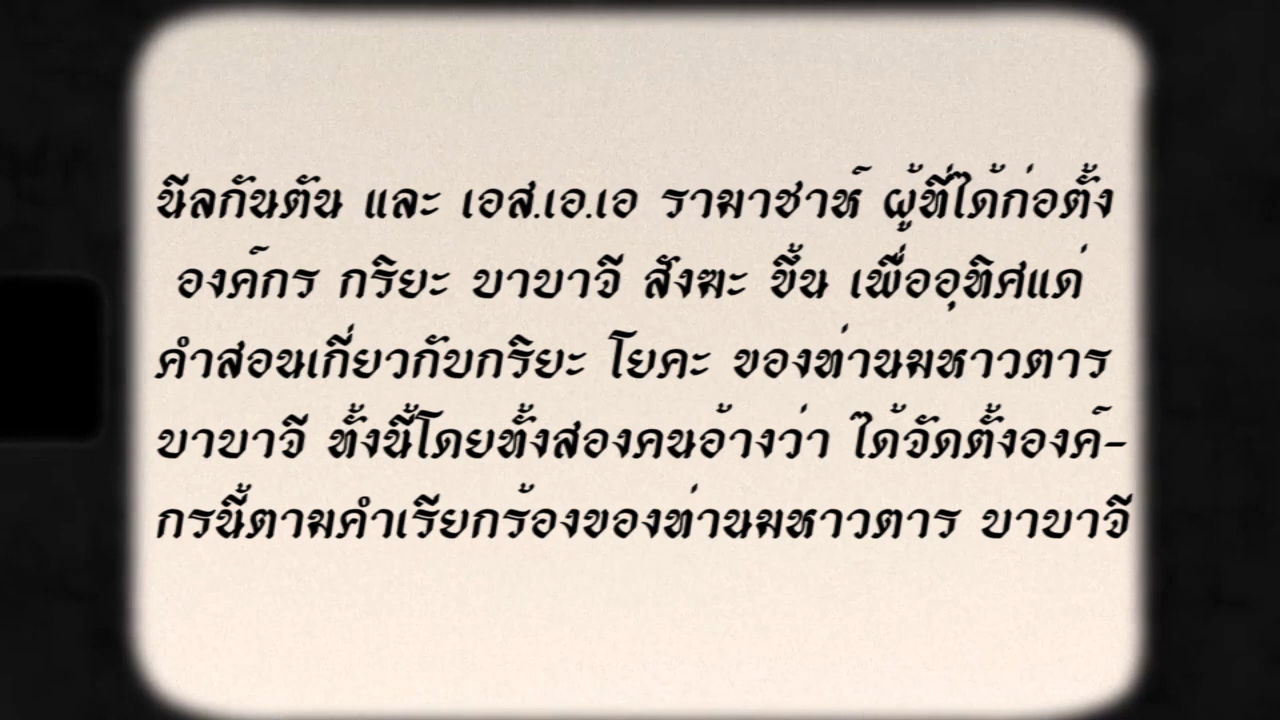 นีลกันตัน และ เอส.เอ.เอ รามาชาห์ ผู้ที่ได้ก่อตั้ง
องค์กร กริยะ บาบาจี สังฆะ ขึ้น เพื่ออุทิศแด่
คำสอนเกี่ยวกับกริยะ โยคะ ของท่านมหาวตาร
บาบาจี ทั้งนี้โดยทั้งสองคนอ้างว่า ได้จัดตั้งองค์-
กรนี้ตามคำเรียกร้องของท่านมหาวตาร บาบาจี